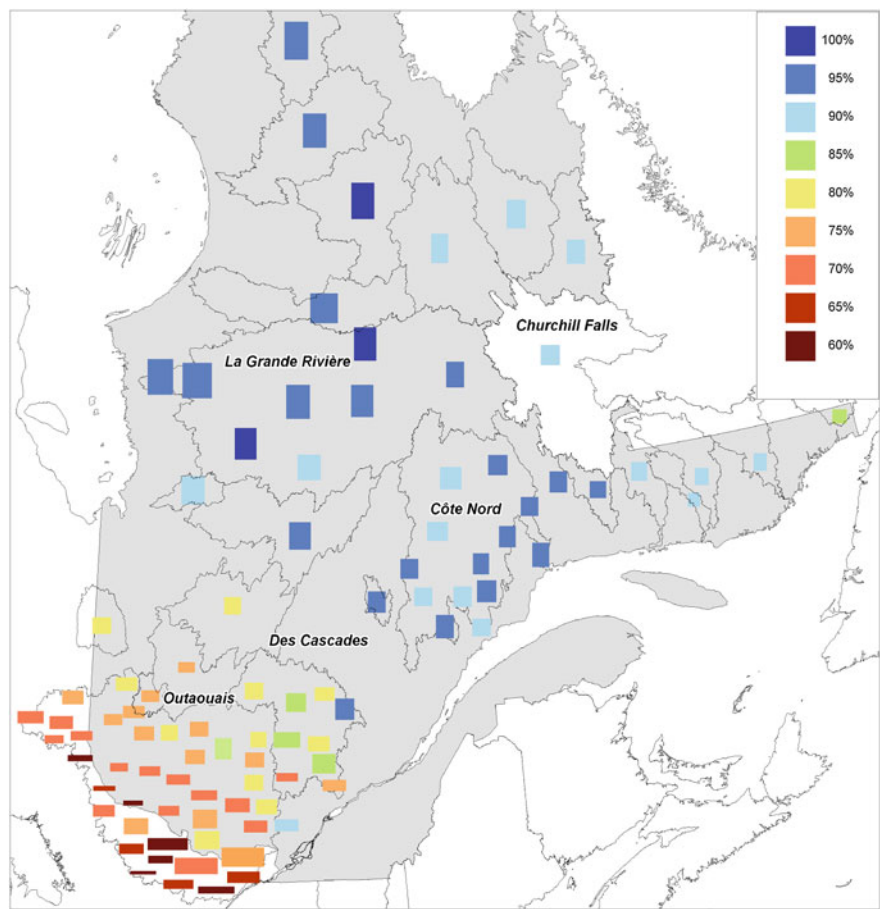 100%
95%
90%
85%
80%
75%
70%
65%
60%
Churchill Falls
La Grande Rivière
Côte Nord
Des Cascades
Outaouais